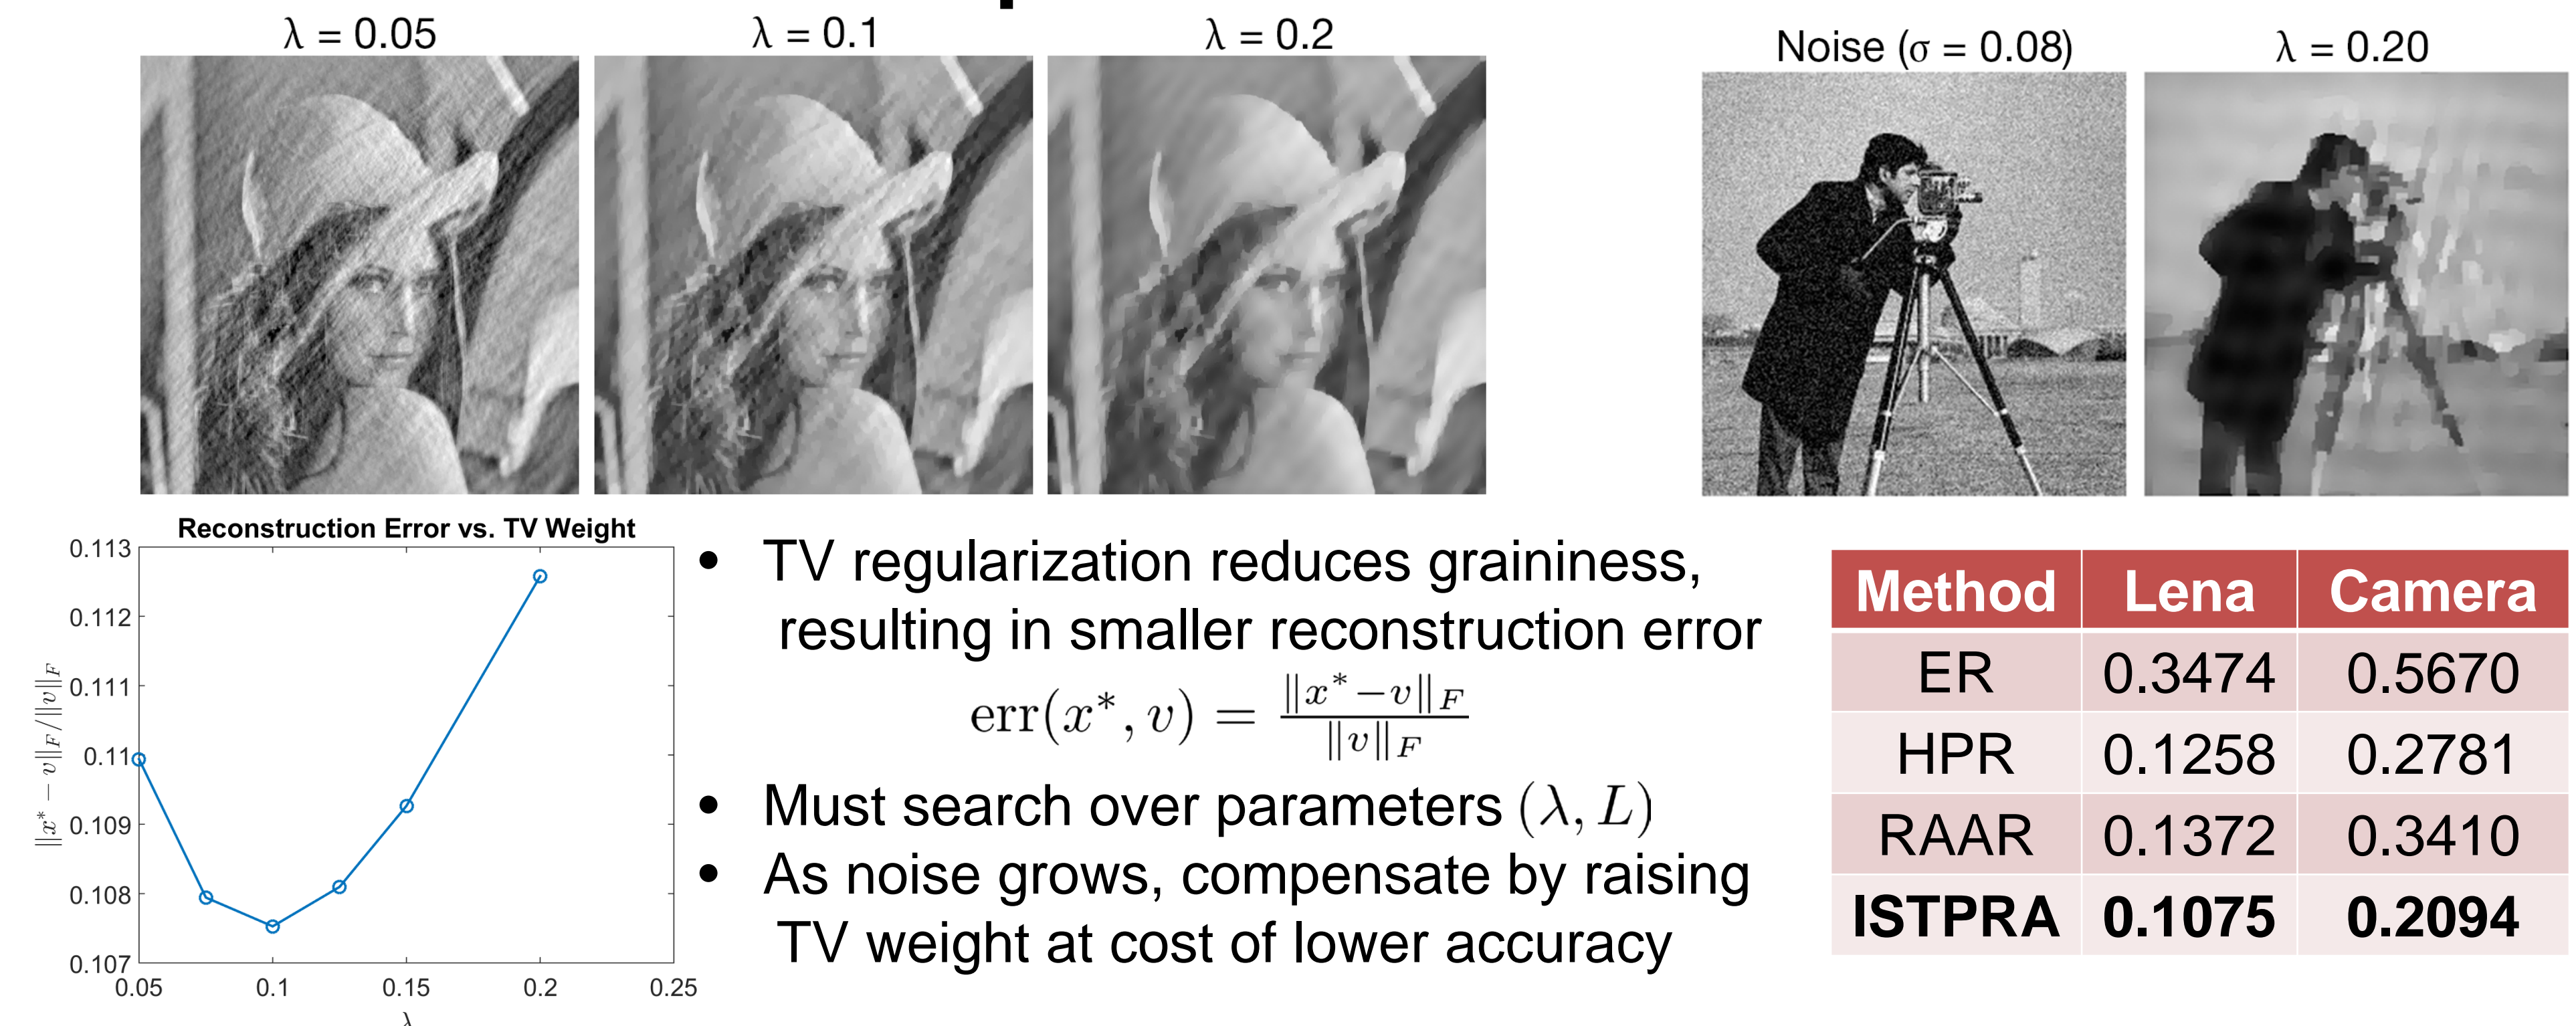 λ = 0.05
λ = 0.1
λ = 0.2
Noise (σ = 0.08)
λ = 0.20
Reconstruction Error vs. TV Weight
0.113
0.112
0.111
0.11
0.109
0.108
0.107
‖x* − v‖_F/‖v‖_F
0.05 0.1 0.15 0.2 0.25
λ
• TV regularization reduces graininess,
resulting in smaller reconstruction error
err(x*, v) = ‖x*−v‖_F / ‖v‖_F
• Must search over parameters (λ, L)
• As noise grows, compensate by raising
TV weight at cost of lower accuracy
Method Lena Camera
ER 0.3474 0.5670
HPR 0.1258 0.2781
RAAR 0.1372 0.3410
ISTPRA 0.1075 0.2094